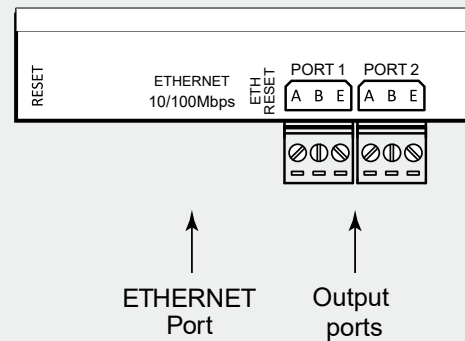 RESET
ETHERNET
10/100Mbps
ETH
RESET
PORT 1
PORT 2
A B E
A B E
ETHERNET
Port
Output
ports